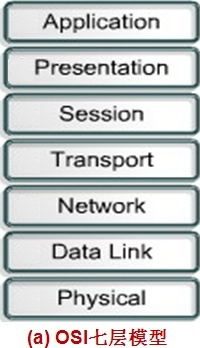 Application
Presentation
Session
Transport
Network
Data Link
Physical
(a) OSI七层模型